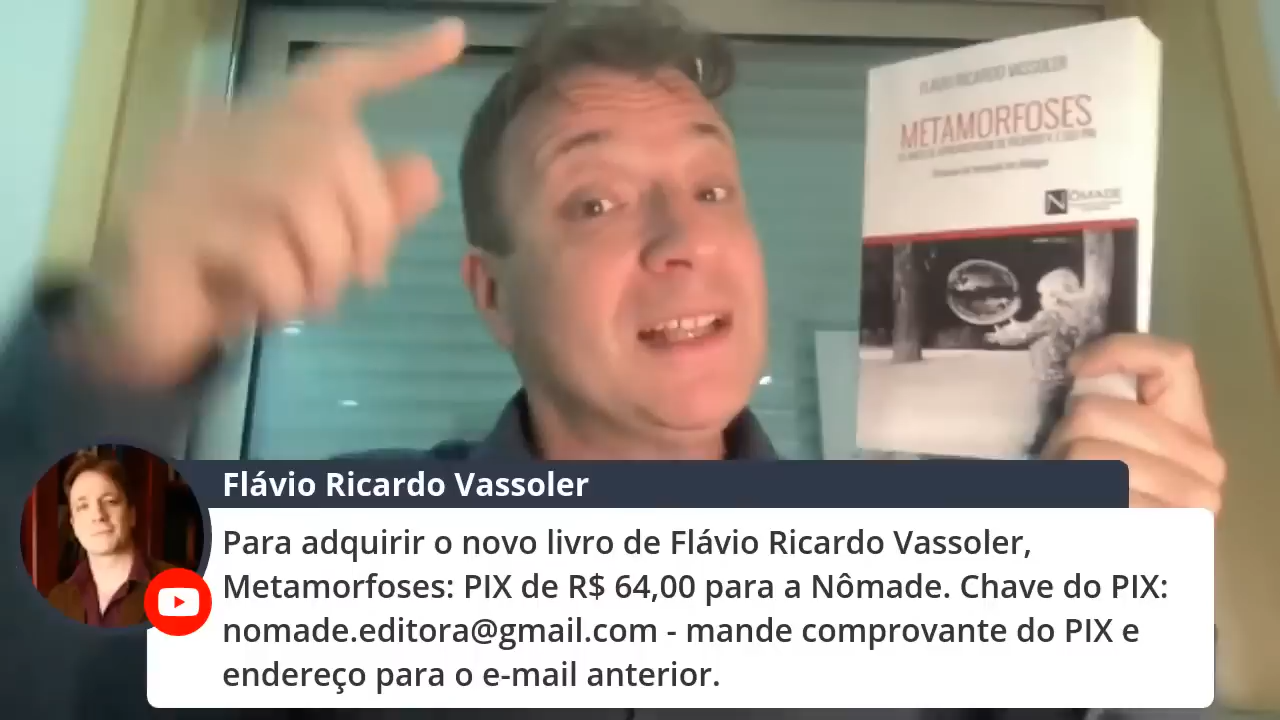 FLÁVIO RICARDO VASSOLER
METAMORFOSES
NÔMADE
Flávio Ricardo Vassoler
Para adquirir o novo livro de Flávio Ricardo Vassoler,
Metamorfoses: PIX de R$ 64,00 para a Nômade. Chave do PIX:
nomade.editora@gmail.com - mande comprovante do PIX e
endereço para o e-mail anterior.